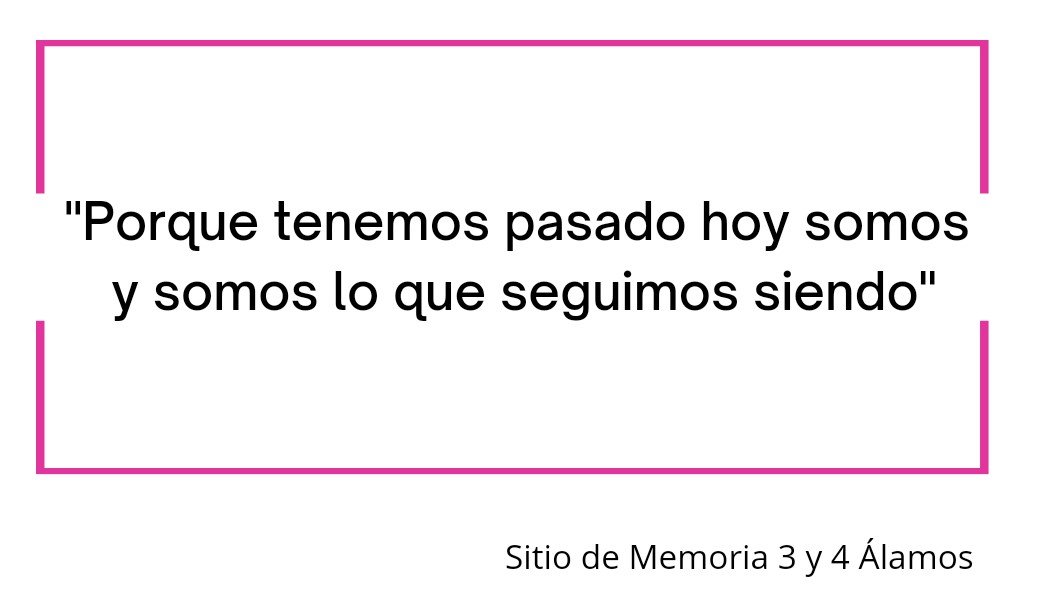 "Porque tenemos pasado hoy somos
y somos lo que seguimos siendo"
Sitio de Memoria 3 y 4 Álamos